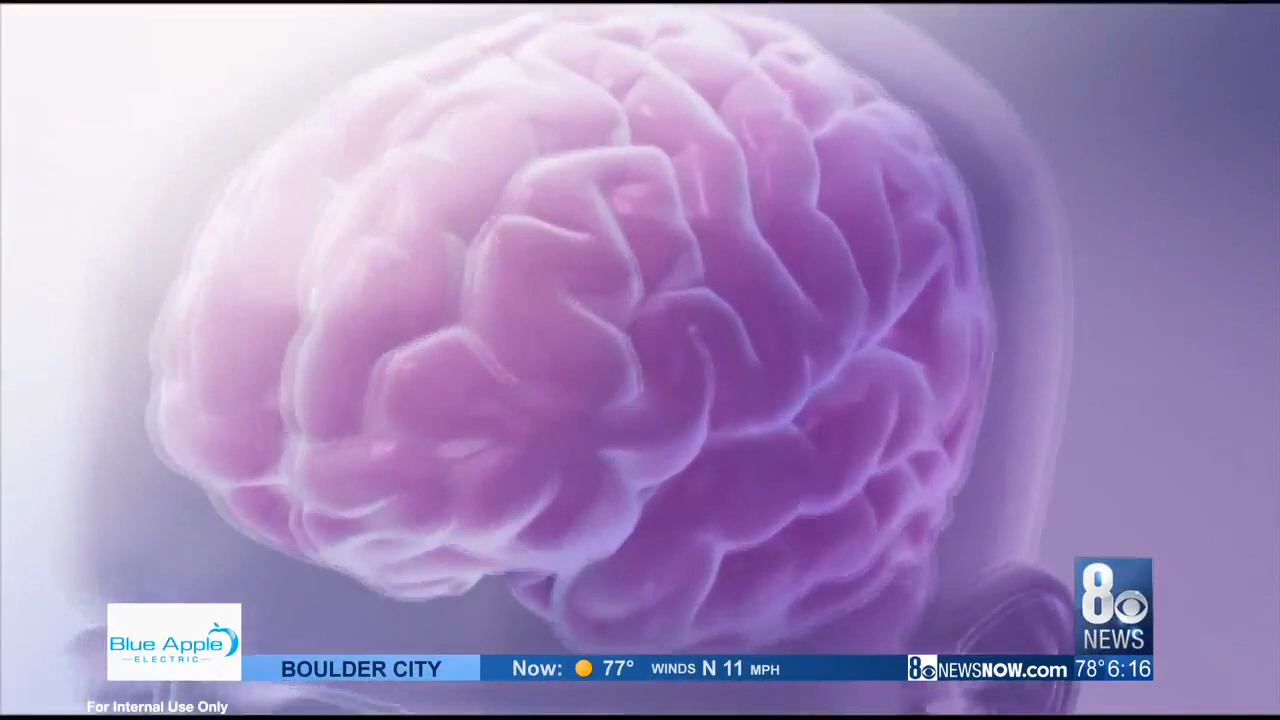 8
NEWS
Blue Apple
ELECTRIC
BOULDER CITY
Now: 77° WINDS N 11 MPH
8 NEWSNOW.com 78° 6:16
For Internal Use Only